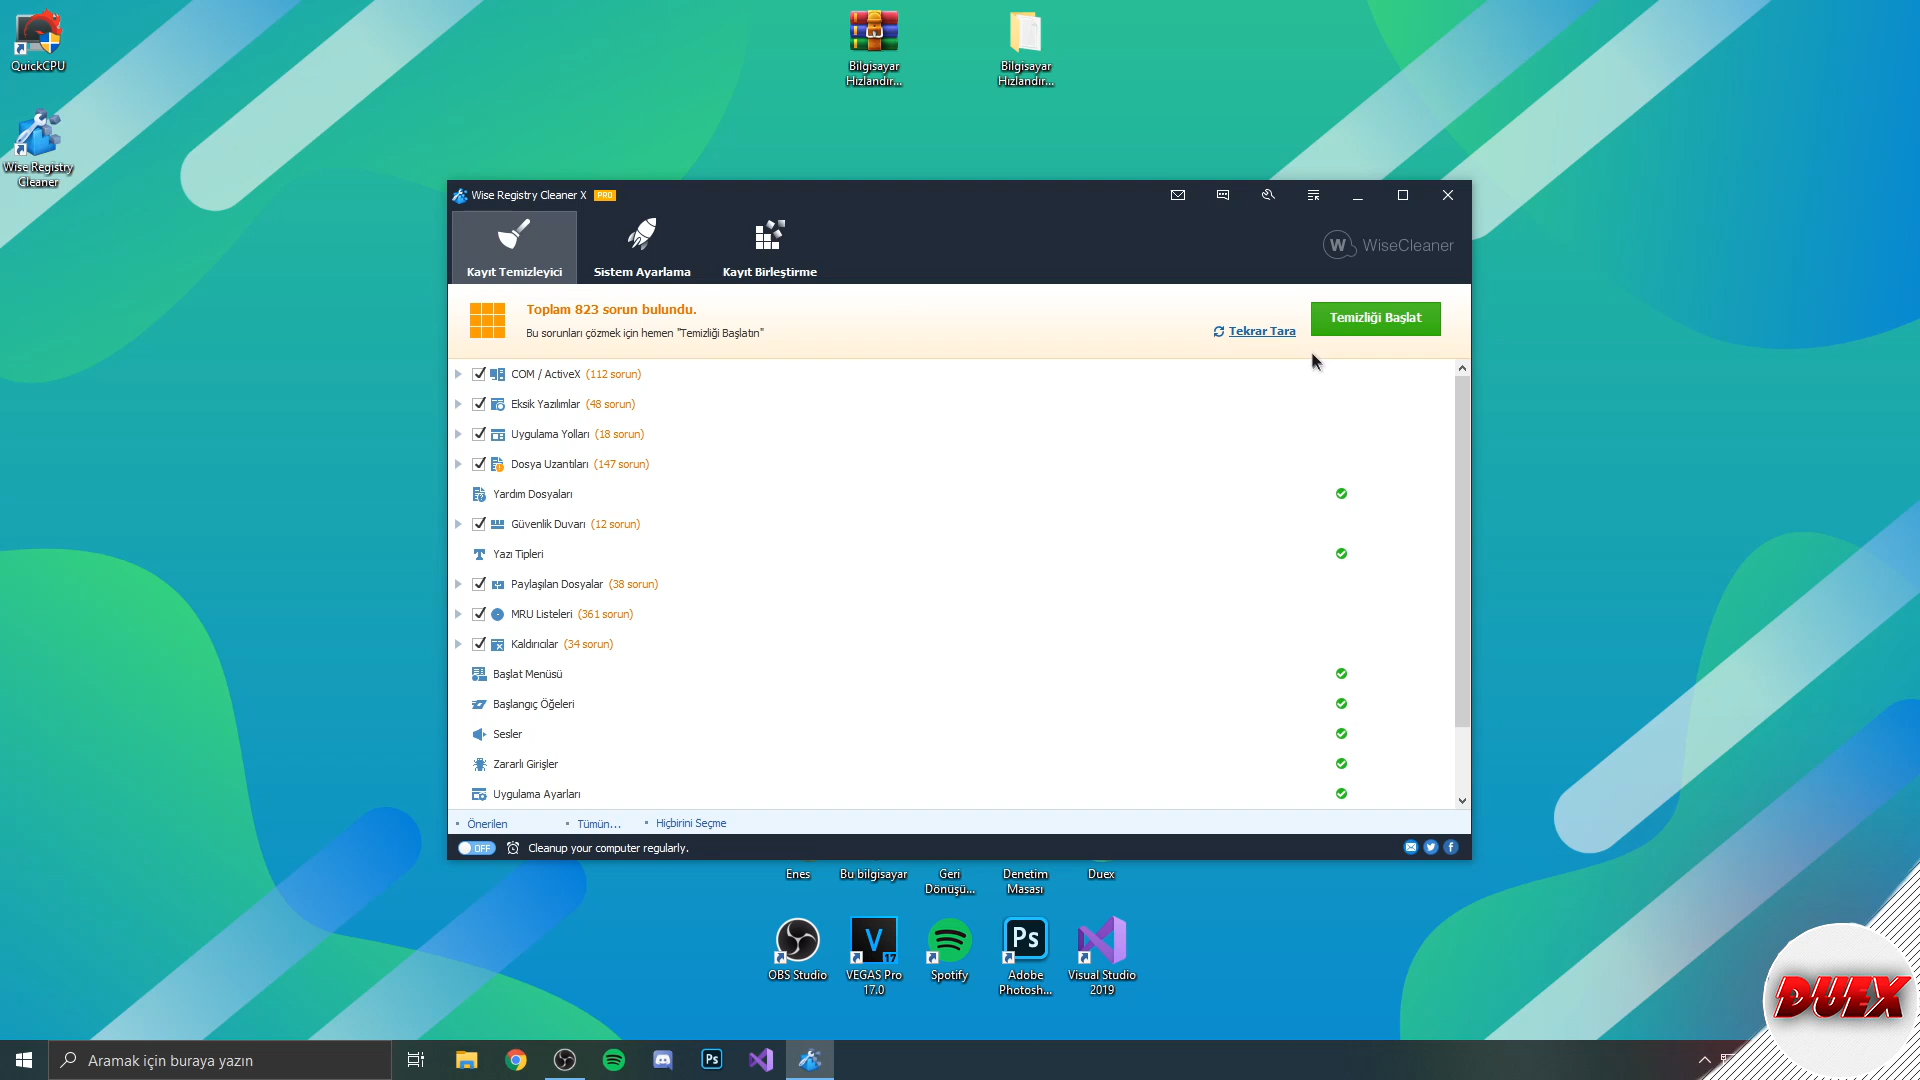 QuickCPU
Wise Registry
Cleaner
Bilgisayar
Hızlandır...
Bilgisayar
Hızlandır...
Wise Registry Cleaner X PRO
Kayıt Temizleyici
Sistem Ayarlama
Kayıt Birleştirme
W WiseCleaner
Toplam 823 sorun bulundu.
Bu sorunları çözmek için hemen "Temizliği Başlatın"
Tekrar Tara
Temizliği Başlat
COM / ActiveX (112 sorun)
Eksik Yazılımlar (48 sorun)
Uygulama Yolları (18 sorun)
Dosya Uzantıları (147 sorun)
Yardım Dosyaları
Güvenlik Duvarı (12 sorun)
Yazı Tipleri
Paylaşılan Dosyalar (38 sorun)
MRU Listeleri (361 sorun)
Kaldırıcılar (34 sorun)
Başlat Menüsü
Başlangıç Öğeleri
Sesler
Zararlı Girişler
Uygulama Ayarları
Önerilen
Tümün...
Hiçbirini Seçme
OFF
Cleanup your computer regularly.
Enes
Bu bilgisayar
Geri
Dönüşü...
Denetim
Masası
Duex
V
17
Ps
OBS Studio
VEGAS Pro
17.0
Spotify
Adobe
Photosh...
Visual Studio
2019
DUEX
Aramak için buraya yazın
Ps